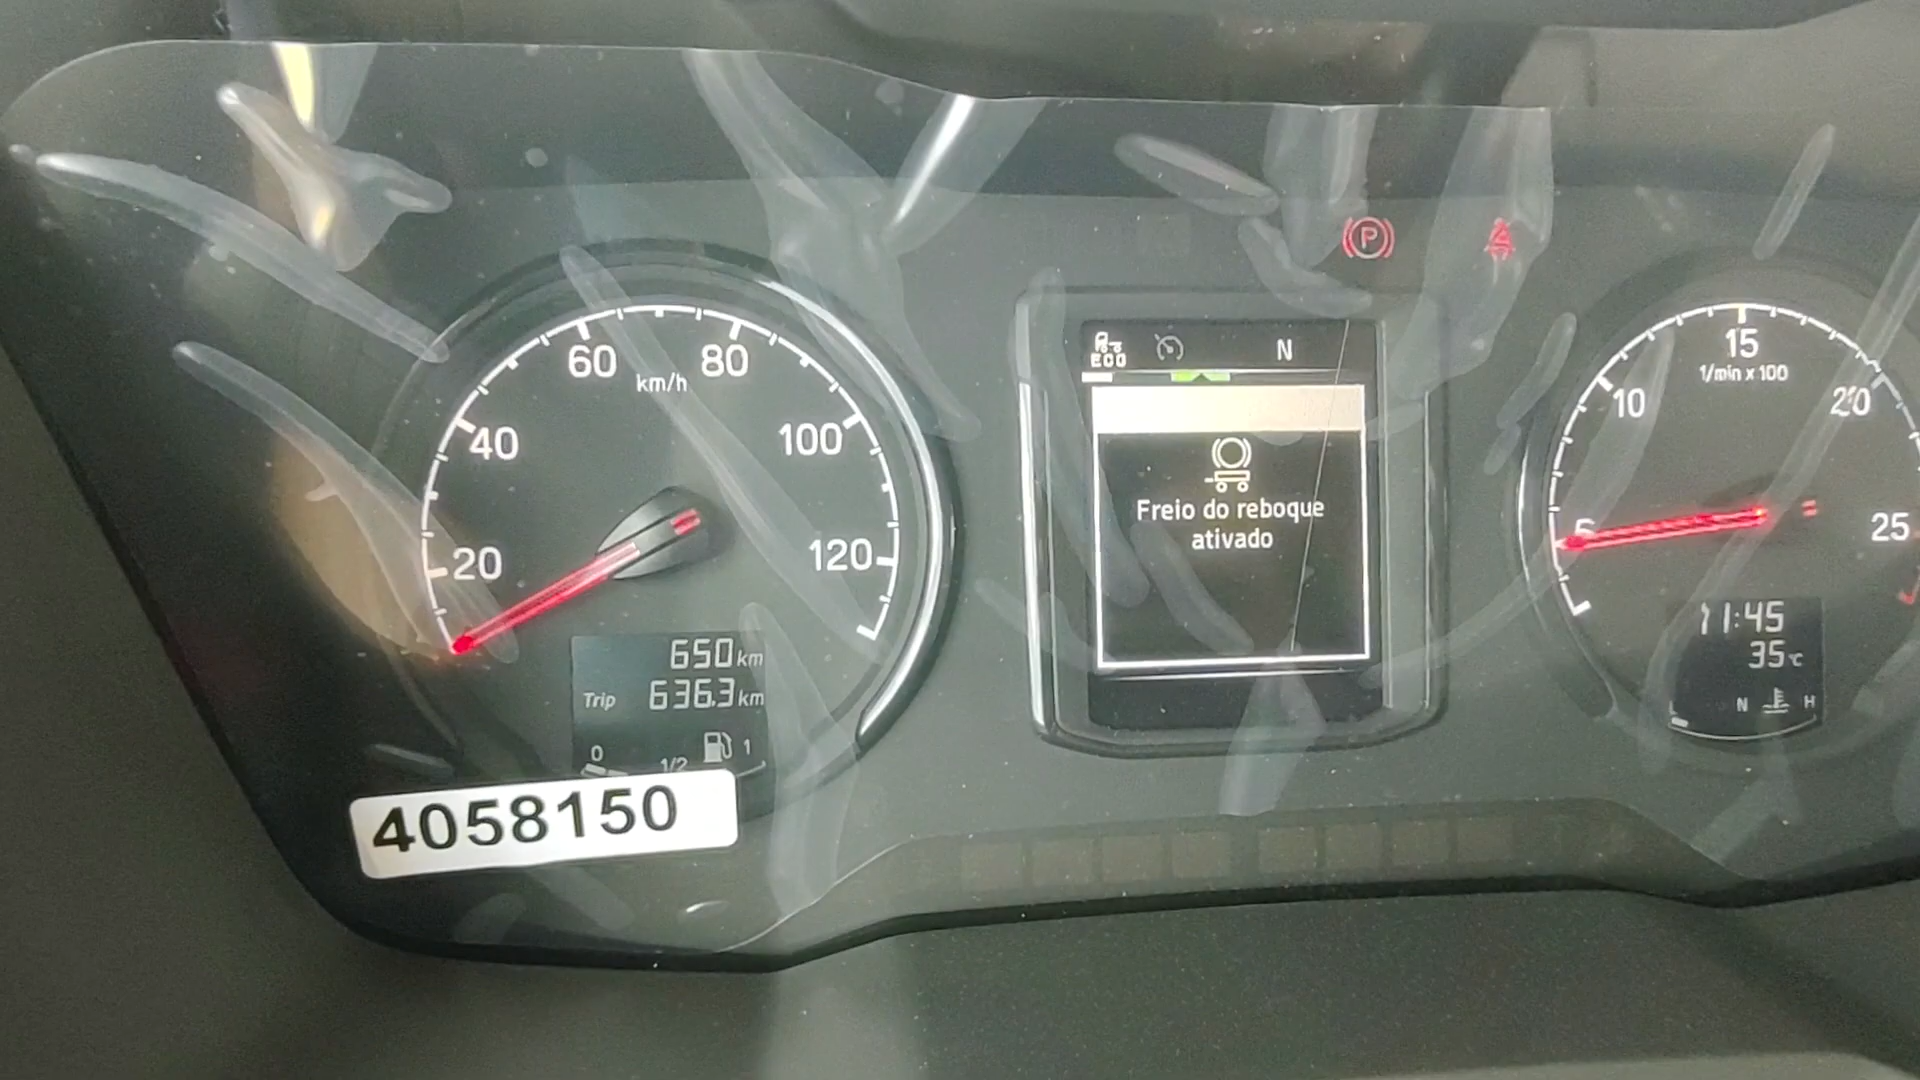 20
40
60
80
100
120
km/h
650 km
Trip 636.3 km
0 1/2 1
4058150
P
ECO N
Freio do reboque
ativado
5
10
15
20
25
1/min x 100
11:45
35°C
N H